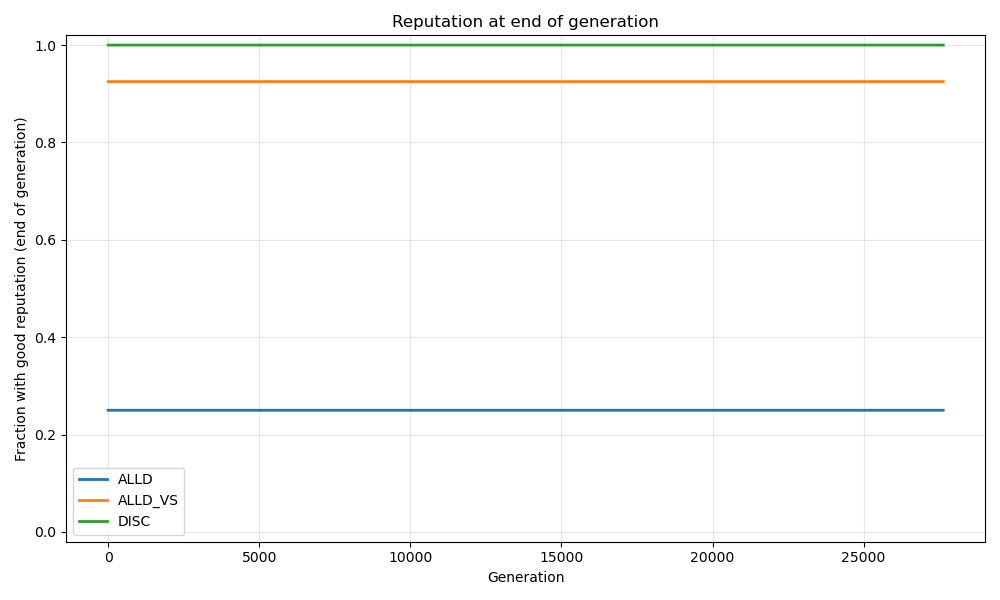 Reputation at end of generation
Fraction with good reputation (end of generation)
1.0
0.8
0.6
0.4
0.2
0.0
ALLD
ALLD_VS
DISC
0 5000 10000 15000 20000 25000
Generation